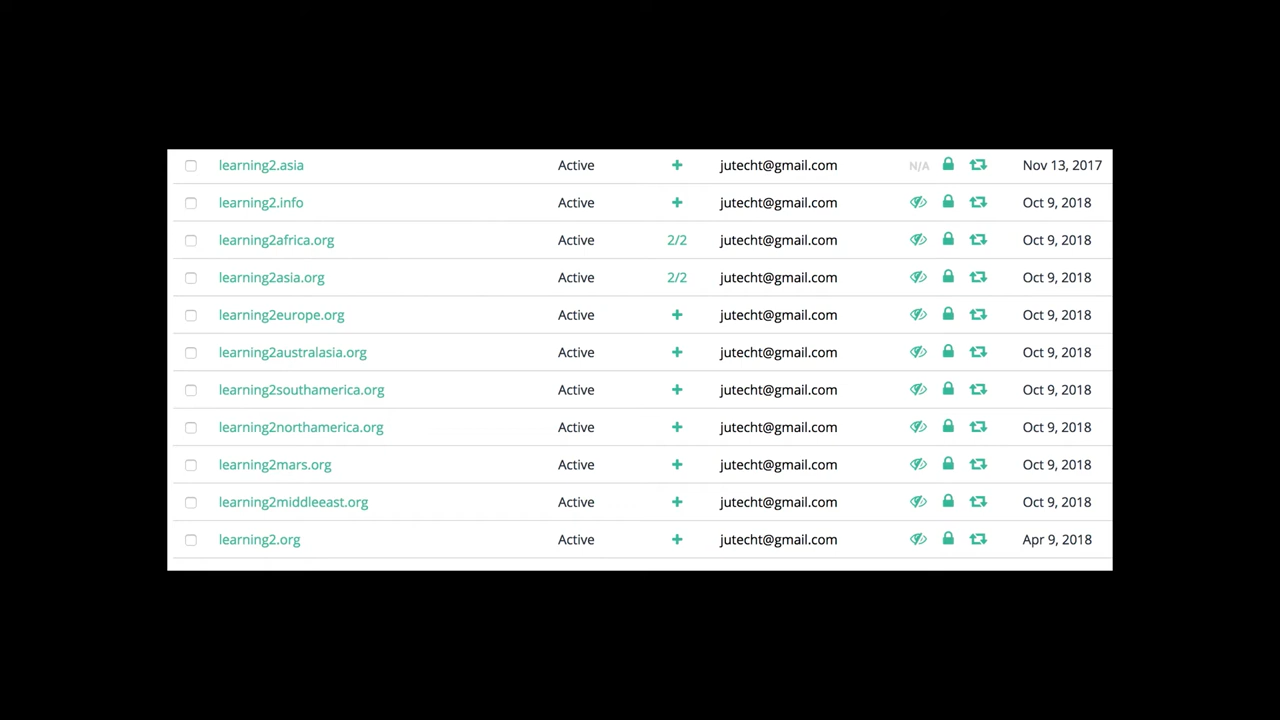 learning2.asia Active + jutecht@gmail.com N/A Nov 13, 2017
learning2.info Active + jutecht@gmail.com Oct 9, 2018
learning2africa.org Active 2/2 jutecht@gmail.com Oct 9, 2018
learning2asia.org Active 2/2 jutecht@gmail.com Oct 9, 2018
learning2europe.org Active + jutecht@gmail.com Oct 9, 2018
learning2australasia.org Active + jutecht@gmail.com Oct 9, 2018
learning2southamerica.org Active + jutecht@gmail.com Oct 9, 2018
learning2northamerica.org Active + jutecht@gmail.com Oct 9, 2018
learning2mars.org Active + jutecht@gmail.com Oct 9, 2018
learning2middleeast.org Active + jutecht@gmail.com Oct 9, 2018
learning2.org Active + jutecht@gmail.com Apr 9, 2018